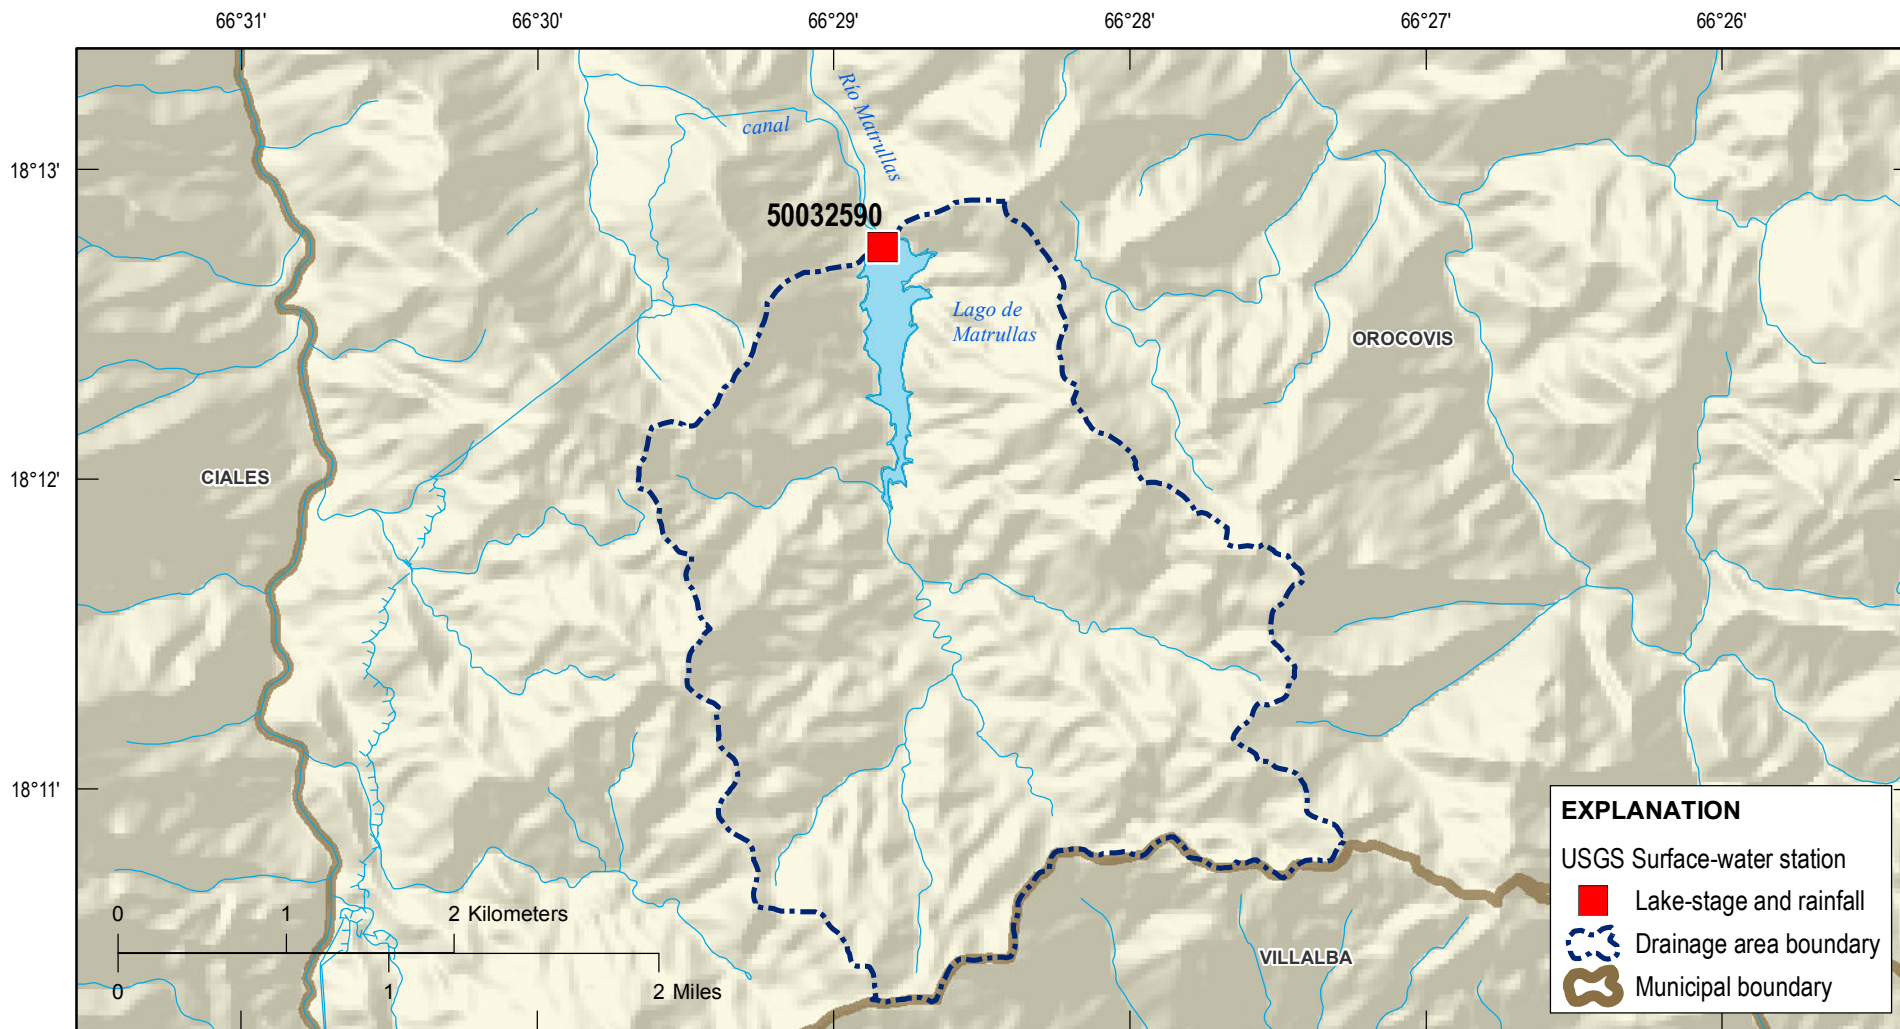 66°31' 66°30' 66°29' 66°28' 66°27' 66°26'
Río Matrullas
canal
18°13'
50032590
Lago de
Matrullas
OROCOVIS
18°12'
CIALES
18°11'
EXPLANATION
USGS Surface-water station
Lake-stage and rainfall
Drainage area boundary
Municipal boundary
0 1 2 Kilometers
0 1 2 Miles
VILLALBA